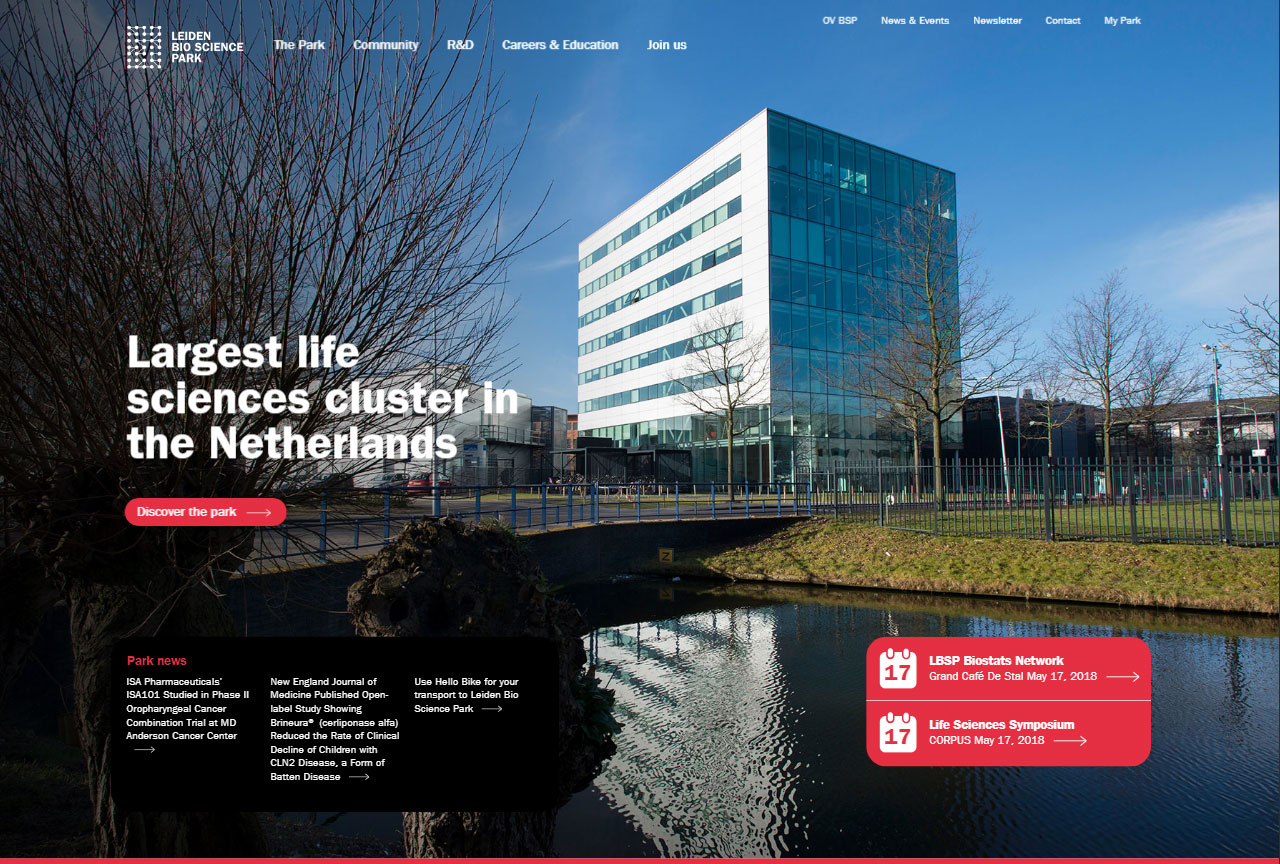 OV BSP
News & Events
Newsletter
Contact
My Park
LEIDEN
BIO SCIENCE
PARK
The Park
Community
R&D
Careers & Education
Join us
Largest life
sciences cluster in
the Netherlands
Discover the park
Park news
ISA Pharmaceuticals'
ISA101 Studied in Phase II
Oropharyngeal Cancer
Combination Trial at MD
Anderson Cancer Center
New England Journal of
Medicine Published Open-
label Study Showing
Brineura® (cerliponase alfa)
Reduced the Rate of Clinical
Decline of Children with
CLN2 Disease, a Form of
Batten Disease
Use Hello Bike for your
transport to Leiden Bio
Science Park
17
LBSP Biostats Network
Grand Café De Stal May 17, 2018
17
Life Sciences Symposium
CORPUS May 17, 2018
Z